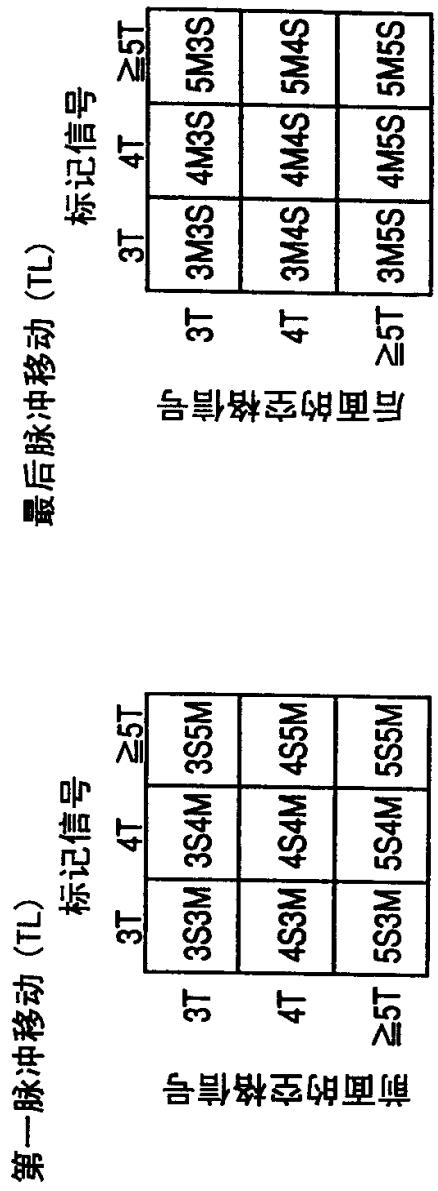 第一脉冲移动 (TL)
标记信号
3T 4T ≧5T
前面的空格信号
3T 3S3M 3S4M 3S5M
4T 4S3M 4S4M 4S5M
≧5T 5S3M 5S4M 5S5M
最后脉冲移动 (TL)
标记信号
3T 4T ≧5T
后面的空格信号
3T 3M3S 4M3S 5M3S
4T 3M4S 4M4S 5M4S
≧5T 3M5S 4M5S 5M5S